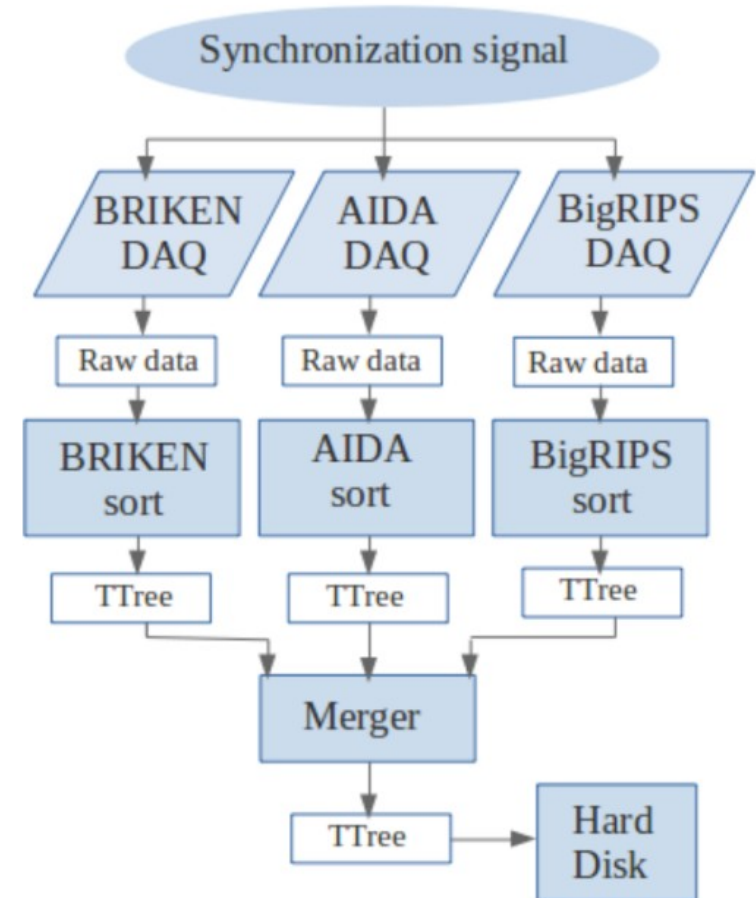 Synchronization signal
BRIKEN
DAQ
AIDA
DAQ
BigRIPS
DAQ
Raw data
Raw data
Raw data
BRIKEN
sort
AIDA
sort
BigRIPS
sort
TTree
TTree
TTree
Merger
TTree
Hard
Disk